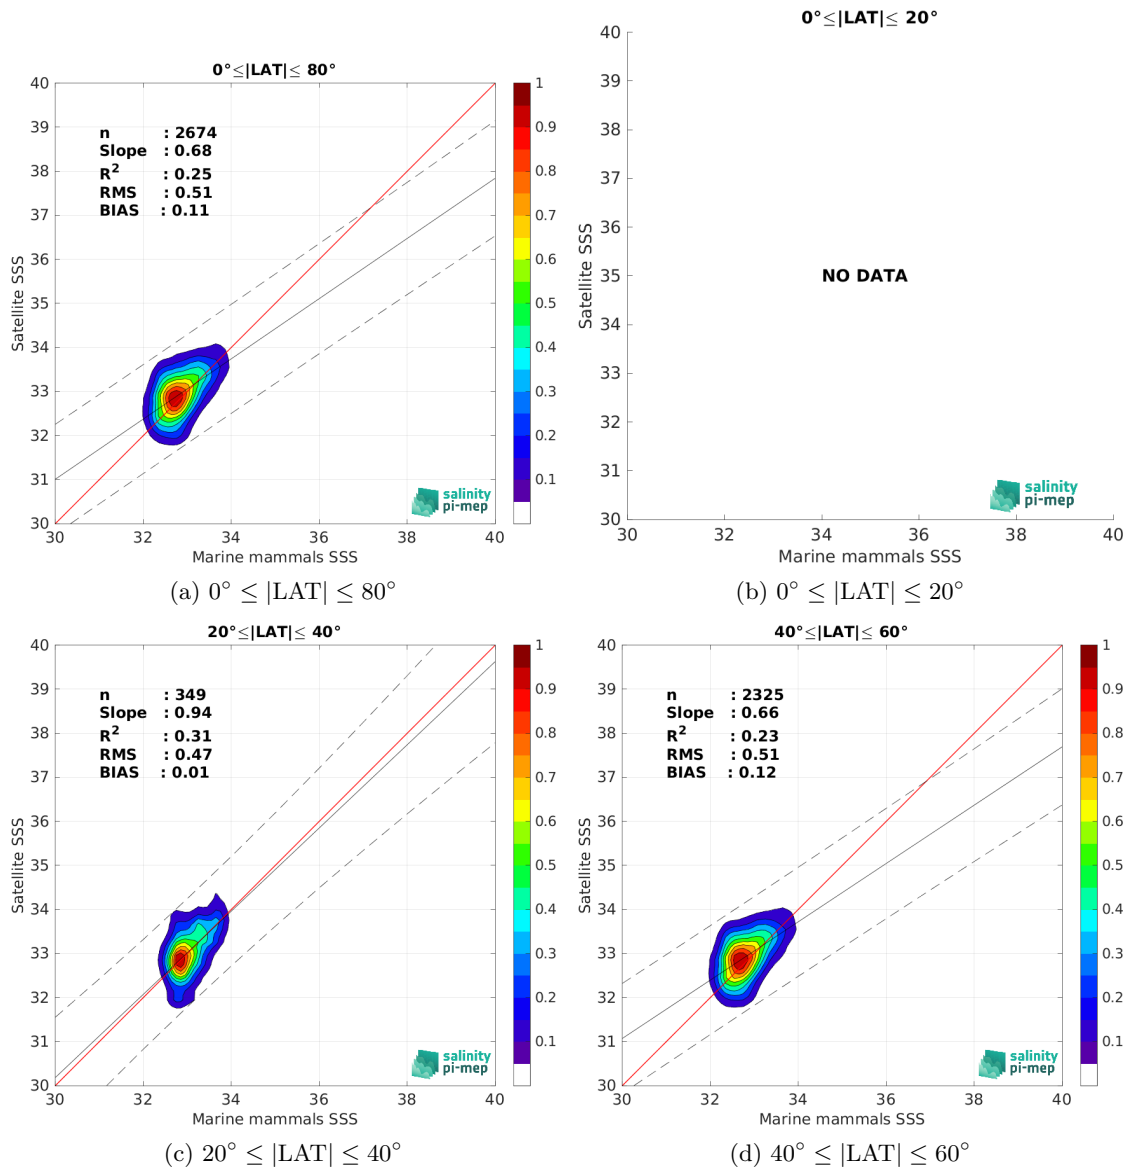 0°≤|LAT|≤ 80°
40
39
38
37
36
35
34
33
32
31
30
Satellite SSS
n : 2674
Slope : 0.68
R² : 0.25
RMS : 0.51
BIAS : 0.11
salinity
pi-mep
30 32 34 36 38 40
Marine mammals SSS
1
0.9
0.8
0.7
0.6
0.5
0.4
0.3
0.2
0.1
(a) 0° ≤ |LAT| ≤ 80°
0°≤|LAT|≤ 20°
40
39
38
37
36
35
34
33
32
31
30
Satellite SSS
NO DATA
salinity
pi-mep
30 32 34 36 38 40
Marine mammals SSS
(b) 0° ≤ |LAT| ≤ 20°
20°≤|LAT|≤ 40°
40
39
38
37
36
35
34
33
32
31
30
Satellite SSS
n : 349
Slope : 0.94
R² : 0.31
RMS : 0.47
BIAS : 0.01
salinity
pi-mep
30 32 34 36 38 40
Marine mammals SSS
1
0.9
0.8
0.7
0.6
0.5
0.4
0.3
0.2
0.1
(c) 20° ≤ |LAT| ≤ 40°
40°≤|LAT|≤ 60°
40
39
38
37
36
35
34
33
32
31
30
Satellite SSS
n : 2325
Slope : 0.66
R² : 0.23
RMS : 0.51
BIAS : 0.12
salinity
pi-mep
30 32 34 36 38 40
Marine mammals SSS
1
0.9
0.8
0.7
0.6
0.5
0.4
0.3
0.2
0.1
(d) 40° ≤ |LAT| ≤ 60°